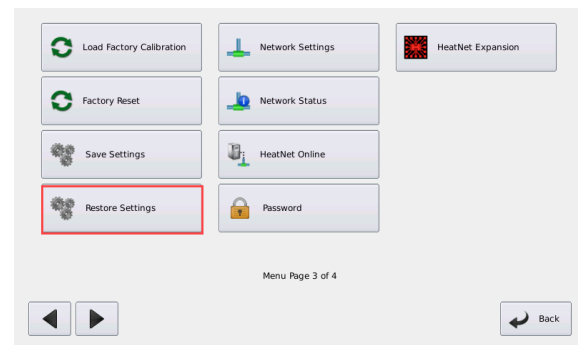 Load Factory Calibration
Network Settings
HeatNet Expansion
Factory Reset
Network Status
Save Settings
HeatNet Online
Restore Settings
Password
Menu Page 3 of 4
Back